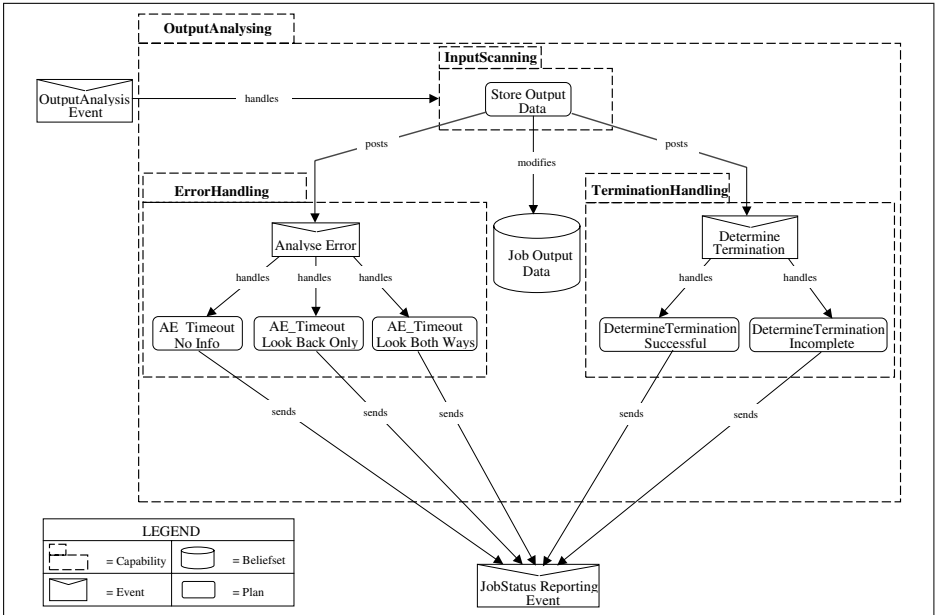 OutputAnalysing
InputScanning
OutputAnalysis
Event
handles
Store Output
Data
posts
modifies
posts
ErrorHandling
TerminationHandling
Analyse Error
Job Output
Data
Determine
Termination
handles
handles
handles
handles
handles
AE_Timeout
No Info
AE_Timeout
Look Back Only
AE_Timeout
Look Both Ways
DetermineTermination
Successful
DetermineTermination
Incomplete
sends
sends
sends
sends
sends
LEGEND
= Capability
= Beliefset
= Event
= Plan
JobStatus Reporting
Event